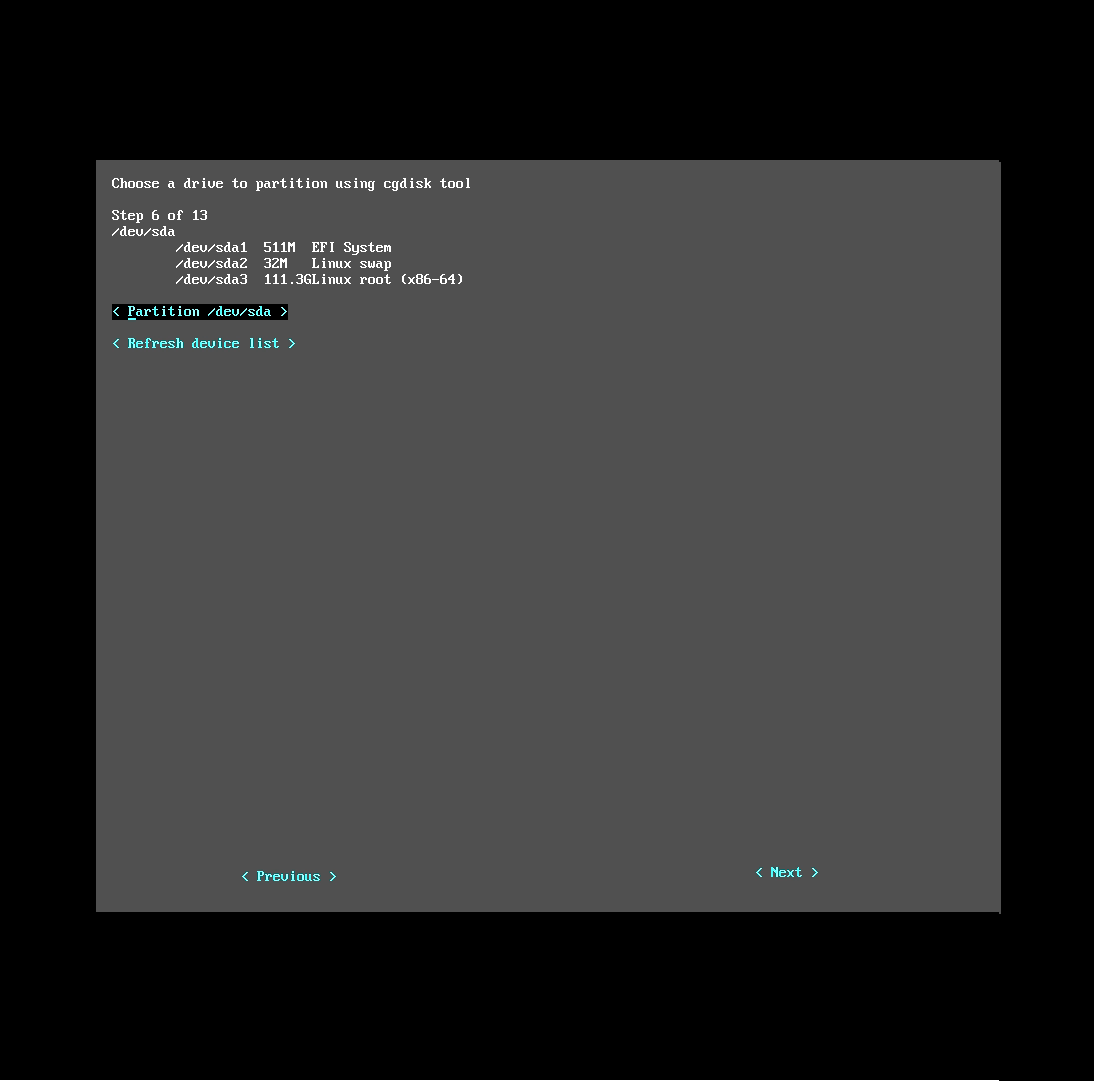 Choose a drive to partition using cgdisk tool
Step 6 of 13
/dev/sda
/dev/sda1 511M EFI System
/dev/sda2 32M Linux swap
/dev/sda3 111.3GLinux root (x86-64)
< Partition /dev/sda >
< Refresh device list >
< Previous > < Next >